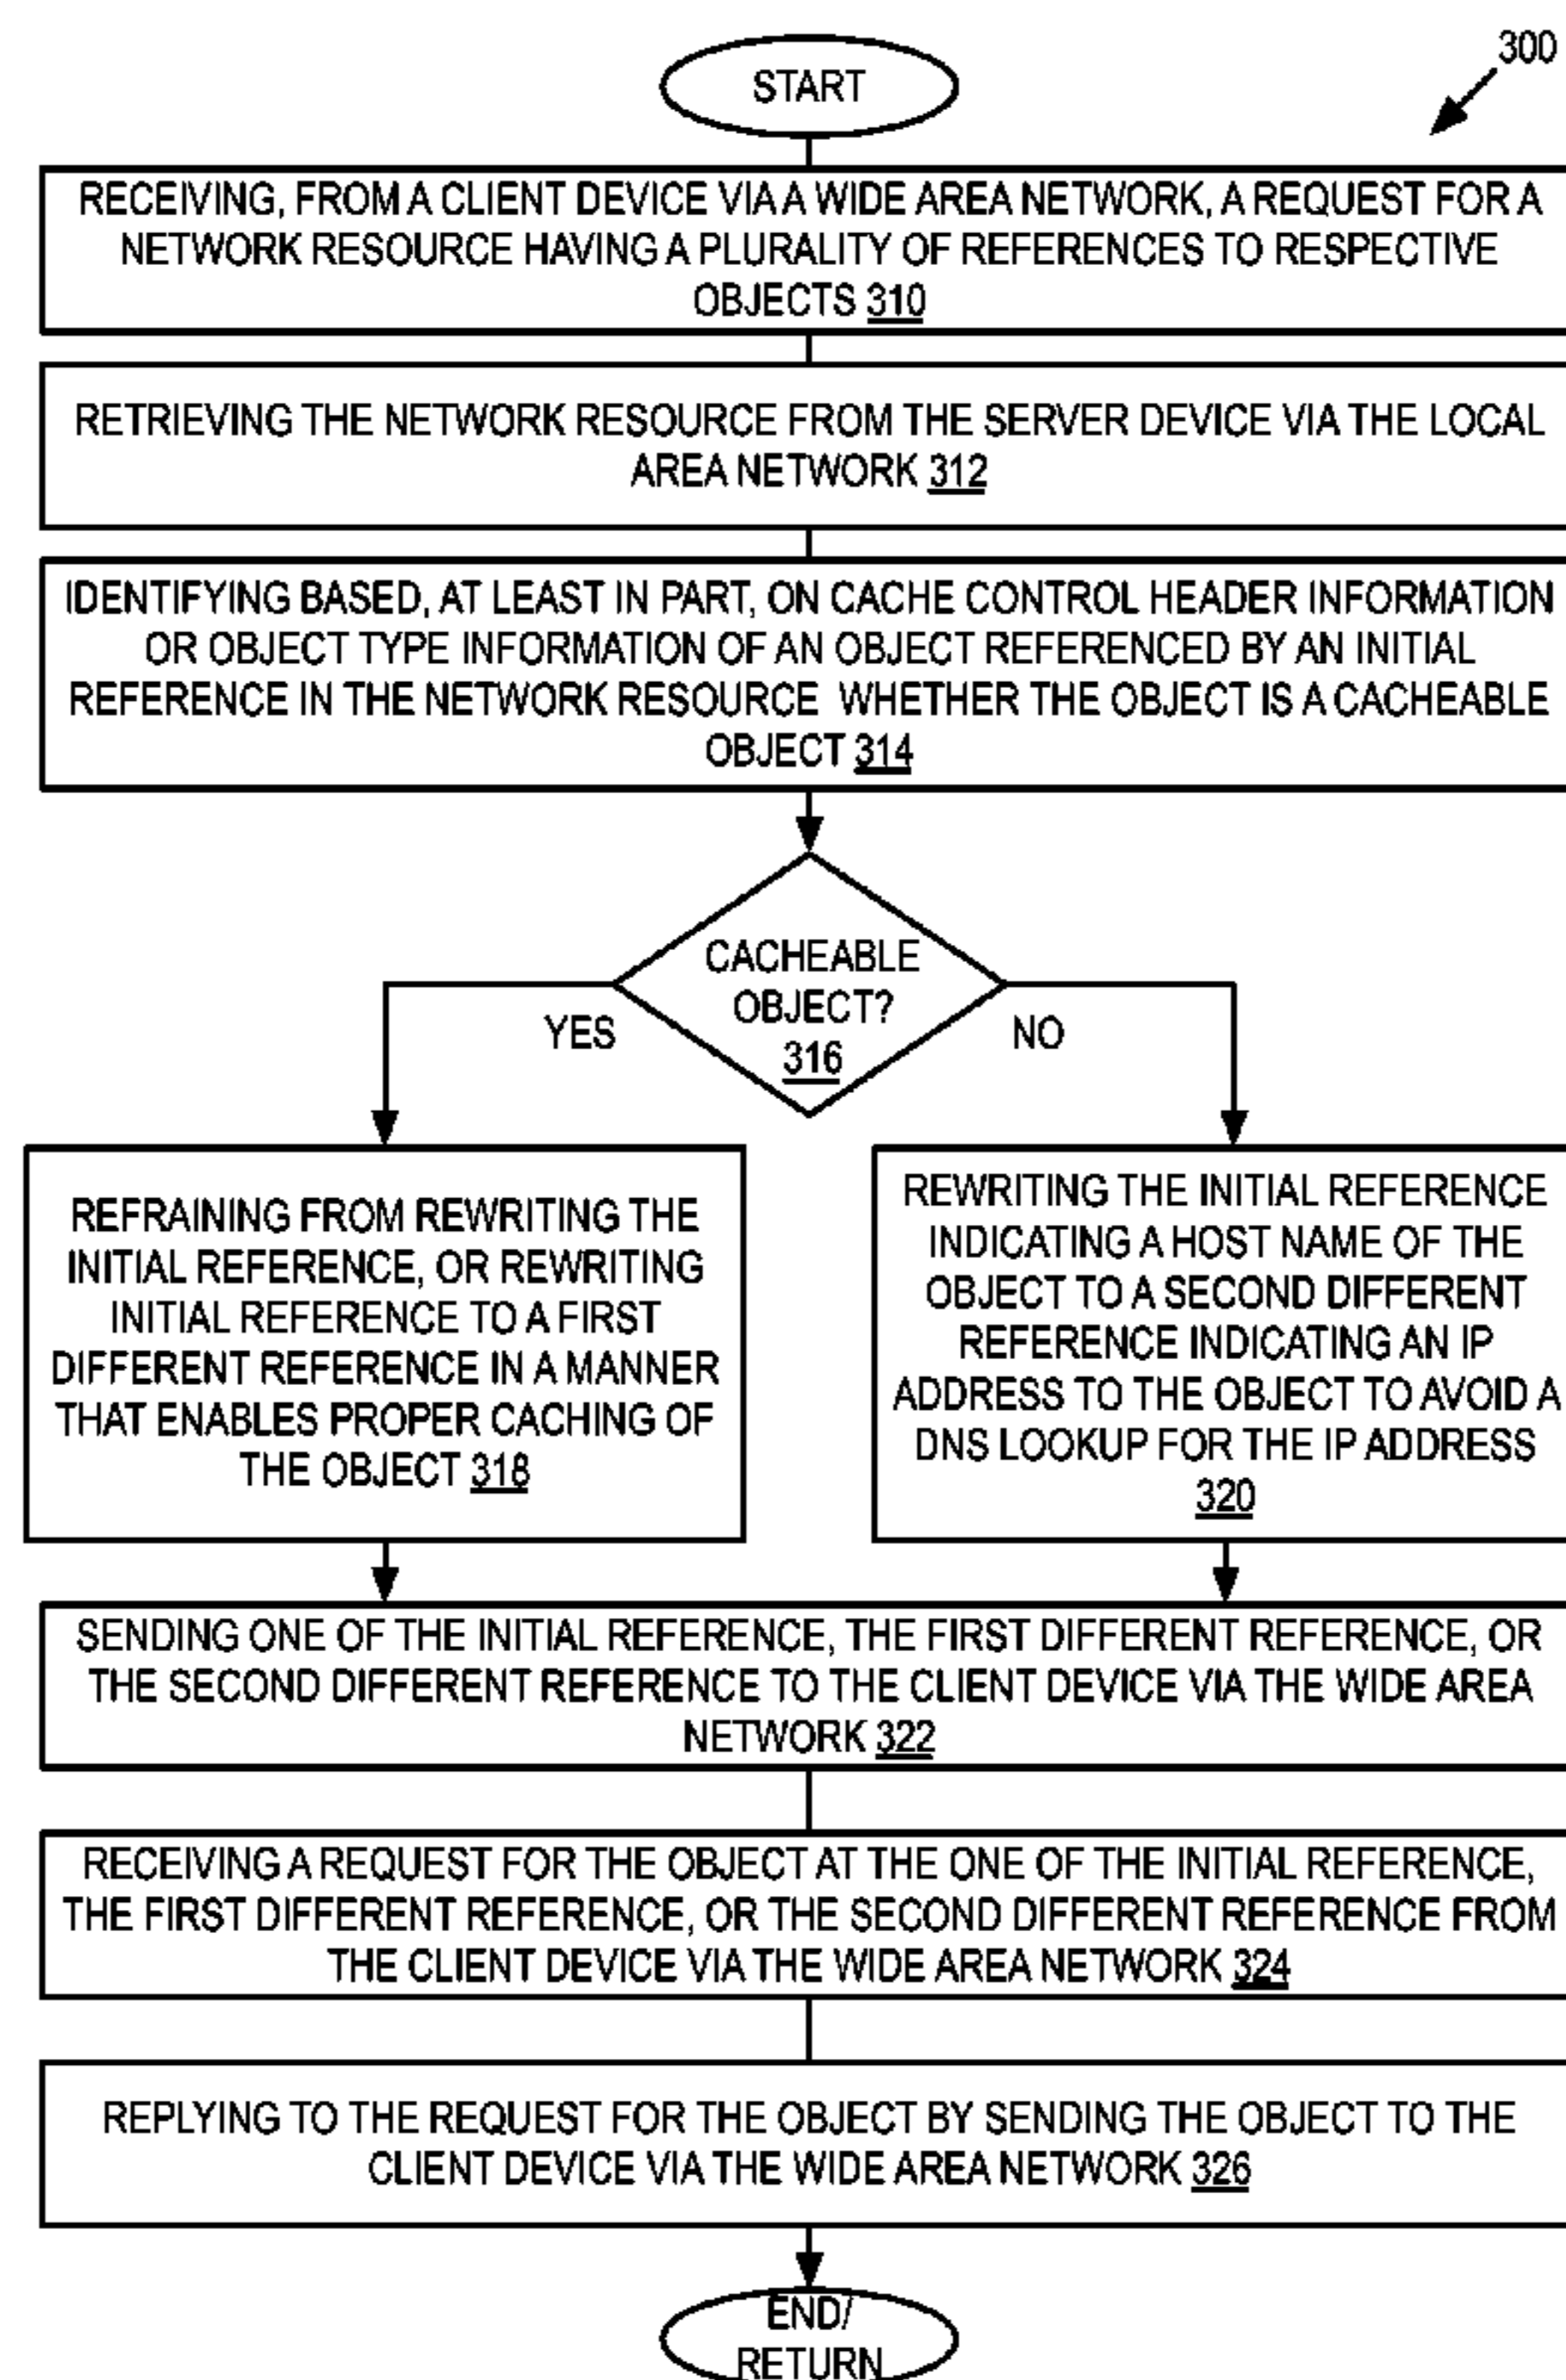 300
START
RECEIVING, FROM A CLIENT DEVICE VIA A WIDE AREA NETWORK, A REQUEST FOR A
NETWORK RESOURCE HAVING A PLURALITY OF REFERENCES TO RESPECTIVE
OBJECTS 310
RETRIEVING THE NETWORK RESOURCE FROM THE SERVER DEVICE VIA THE LOCAL
AREA NETWORK 312
IDENTIFYING BASED, AT LEAST IN PART, ON CACHE CONTROL HEADER INFORMATION
OR OBJECT TYPE INFORMATION OF AN OBJECT REFERENCED BY AN INITIAL
REFERENCE IN THE NETWORK RESOURCE WHETHER THE OBJECT IS A CACHEABLE
OBJECT 314
CACHEABLE
OBJECT?
316
YES
NO
REFRAINING FROM REWRITING THE
INITIAL REFERENCE, OR REWRITING
INITIAL REFERENCE TO A FIRST
DIFFERENT REFERENCE IN A MANNER
THAT ENABLES PROPER CACHING OF
THE OBJECT 318
REWRITING THE INITIAL REFERENCE
INDICATING A HOST NAME OF THE
OBJECT TO A SECOND DIFFERENT
REFERENCE INDICATING AN IP
ADDRESS TO THE OBJECT TO AVOID A
DNS LOOKUP FOR THE IP ADDRESS
320
SENDING ONE OF THE INITIAL REFERENCE, THE FIRST DIFFERENT REFERENCE, OR
THE SECOND DIFFERENT REFERENCE TO THE CLIENT DEVICE VIA THE WIDE AREA
NETWORK 322
RECEIVING A REQUEST FOR THE OBJECT AT THE ONE OF THE INITIAL REFERENCE,
THE FIRST DIFFERENT REFERENCE, OR THE SECOND DIFFERENT REFERENCE FROM
THE CLIENT DEVICE VIA THE WIDE AREA NETWORK 324
REPLYING TO THE REQUEST FOR THE OBJECT BY SENDING THE OBJECT TO THE
CLIENT DEVICE VIA THE WIDE AREA NETWORK 326
END/
RETURN